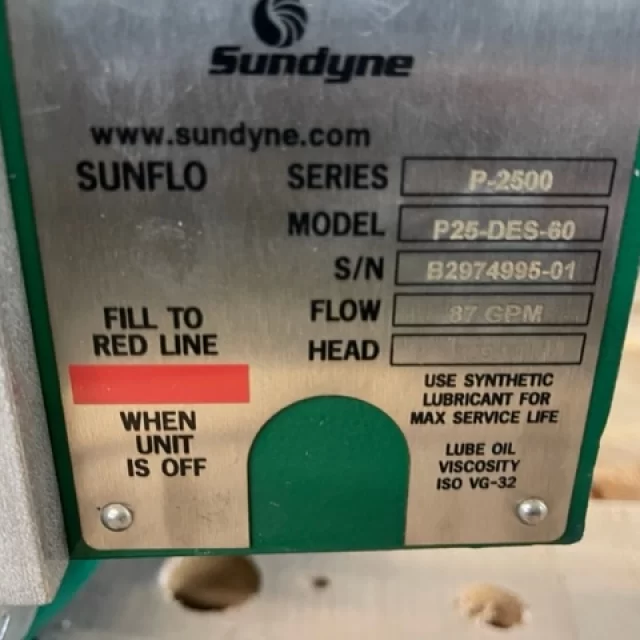 Sundyne
www.sundyne.com
SUNFLO
SERIES P-2500
MODEL P25-DES-60
S/N B2974995-01
FLOW 87 GPM
HEAD
FILL TO
RED LINE
WHEN
UNIT
IS OFF
USE SYNTHETIC
LUBRICANT FOR
MAX SERVICE LIFE
LUBE OIL
VISCOSITY
ISO VG-32